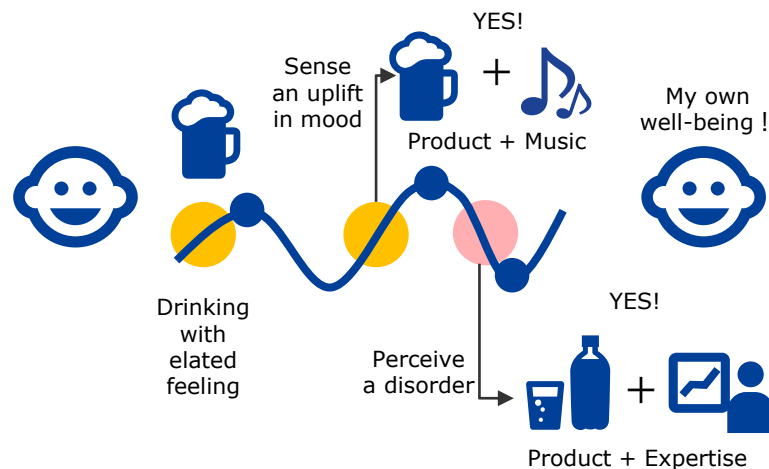 YES!
Sense
an uplift
in mood
Product + Music
My own
well-being !
Drinking
with
elated
feeling
Perceive
a disorder
YES!
Product + Expertise